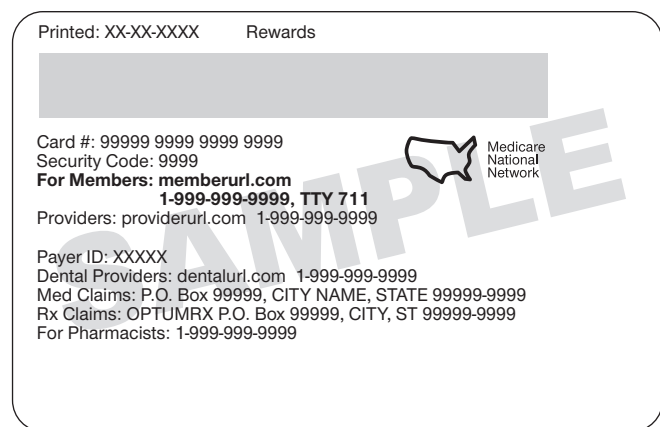 Printed: XX-XX-XXXX Rewards
Card #: 99999 9999 9999 9999
Security Code: 9999
For Members: memberurl.com
1-999-999-9999, TTY 711
Providers: providerurl.com 1-999-999-9999
Medicare
National
Network
Payer ID: XXXXX
Dental Providers: dentalurl.com 1-999-999-9999
Med Claims: P.O. Box 99999, CITY NAME, STATE 99999-9999
Rx Claims: OPTUMRX P.O. Box 99999, CITY, ST 99999-9999
For Pharmacists: 1-999-999-9999
SAMPLE